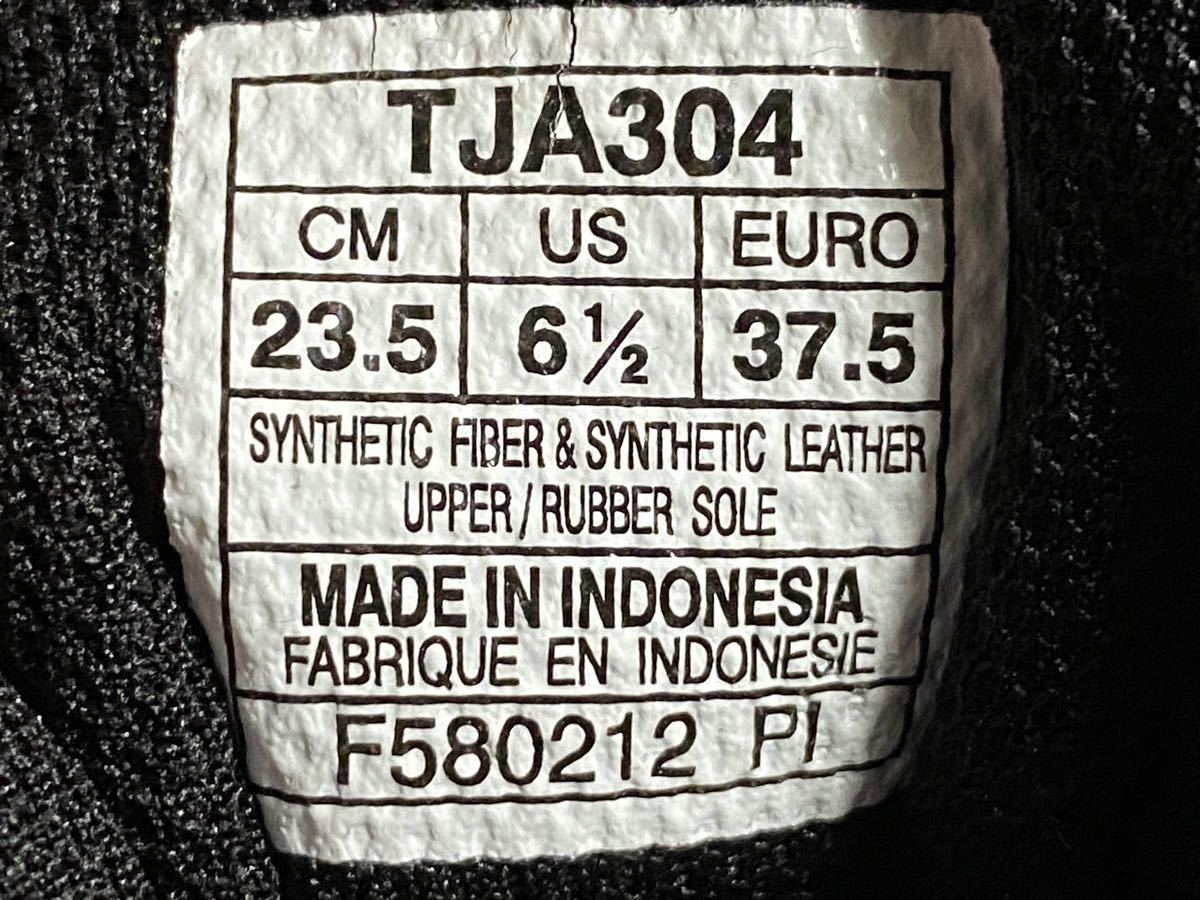 TJA304
CM US EURO
23.5 6½ 37.5
SYNTHETIC FIBER & SYNTHETIC LEATHER
UPPER/RUBBER SOLE
MADE IN INDONESIA
FABRIQUE EN INDONESIE
F580212 PI